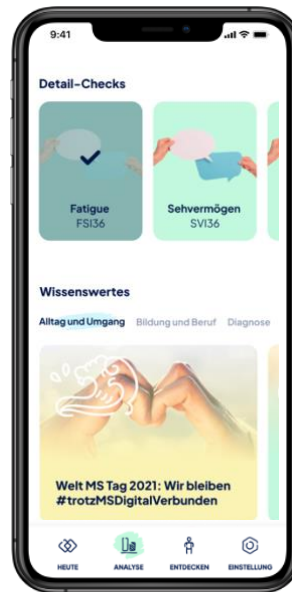 9:41
Detail-Checks
Fatigue
FSI36
Sehvermögen
SVI36
Wissenswertes
Alltag und Umgang Bildung und Beruf Diagnose
Welt MS Tag 2021: Wir bleiben
#trotzMSDigitalVerbunden
HEUTE ANALYSE ENTDECKEN EINSTELLUNG